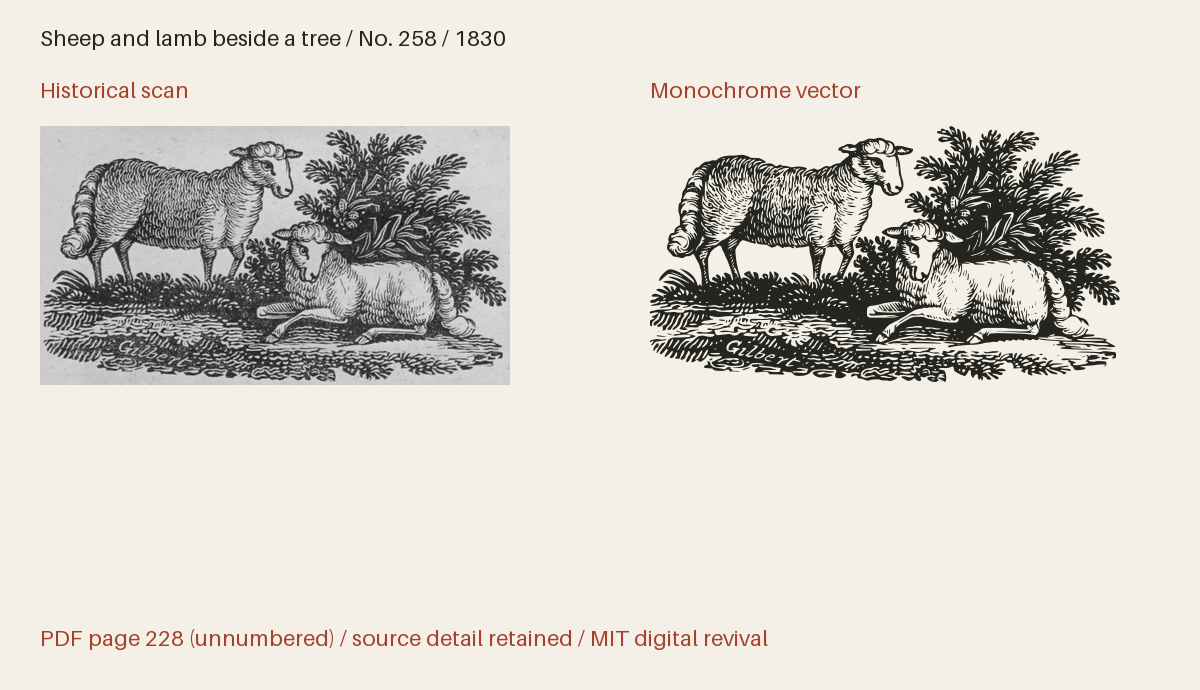 Sheep and lamb beside a tree / No. 258 / 1830
Historical scan
Monochrome vector
PDF page 228 (unnumbered) / source detail retained / MIT digital revival